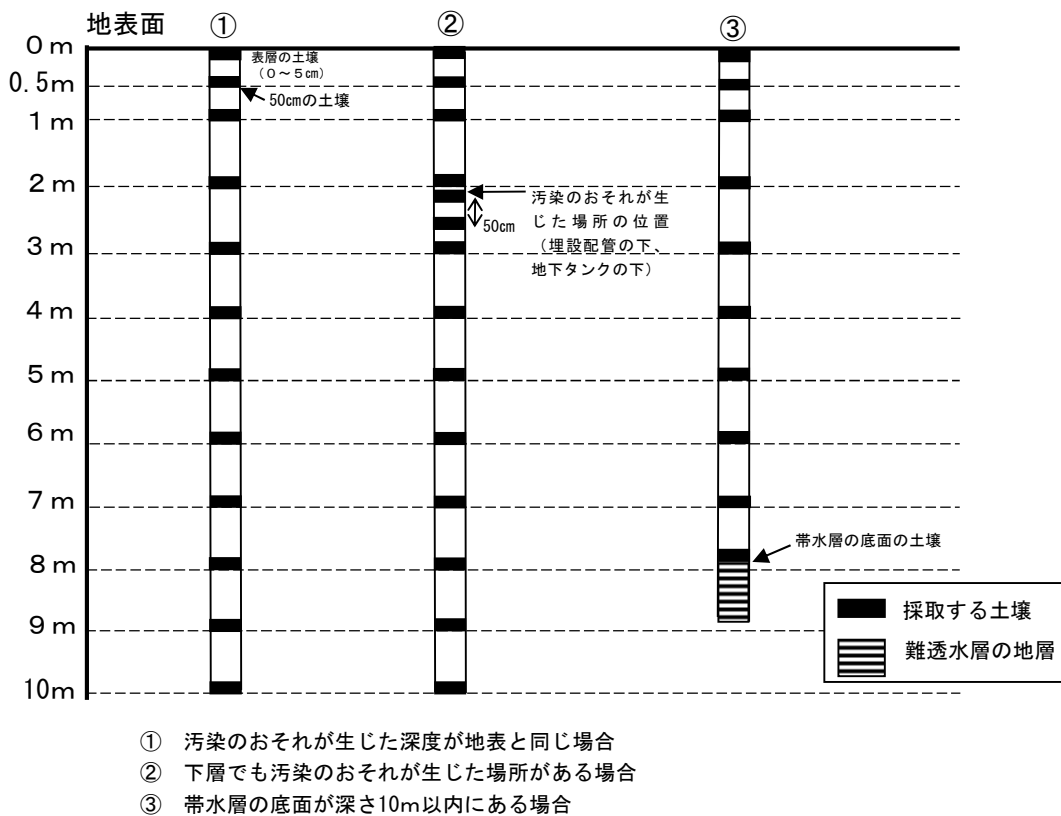 地表面
①
②
③
0m
表層の土壌
（０～５㎝）
0.5m
50cmの土壌
1m
2m
汚染のおそれが生
じた場所の位置
（埋設配管の下、
地下タンクの下）
50cm
3m
4m
5m
6m
7m
帯水層の底面の土壌
8m
採取する土壌
難透水層の地層
9m
10m
① 汚染のおそれが生じた深度が地表と同じ場合
② 下層でも汚染のおそれが生じた場所がある場合
③ 帯水層の底面が深さ10ｍ以内にある場合